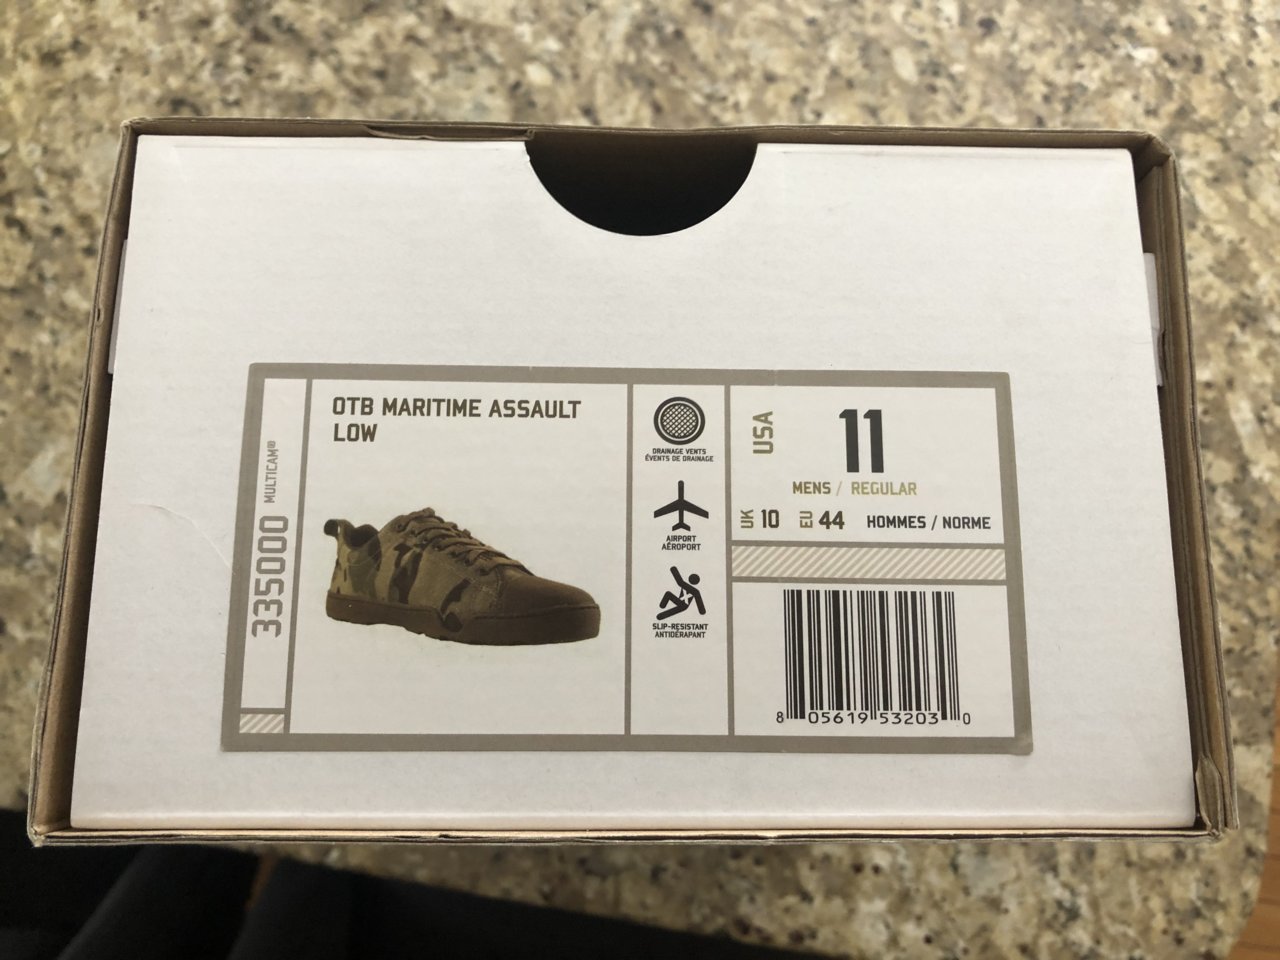 335000 MULTICAM®
OTB MARITIME ASSAULT
LOW
DRAINAGE VENTS
ÉVENTS DE DRAINAGE
AIRPORT
AÉROPORT
SLIP-RESISTANT
ANTIDÉRAPANT
USA 11
MENS / REGULAR
UK 10 EU 44 HOMMES / NORME
8 05619 53203 0